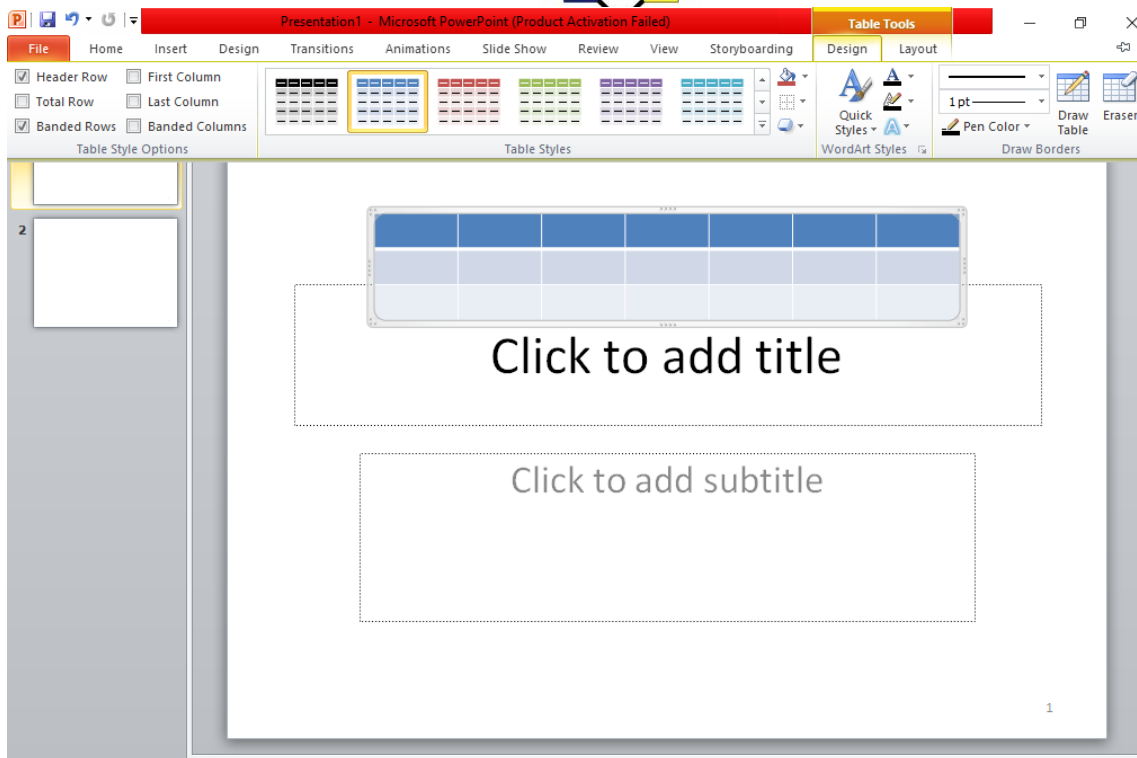 Presentation1 - Microsoft PowerPoint (Product Activation Failed) Table Tools
File Home Insert Design Transitions Animations Slide Show Review View Storyboarding Design Layout
Header Row First Column
Total Row Last Column
Banded Rows Banded Columns
Table Style Options
Table Styles
Quick
Styles
WordArt Styles
1 pt
Pen Color
Draw
Table
Eraser
Draw Borders
2
Click to add title
Click to add subtitle
1